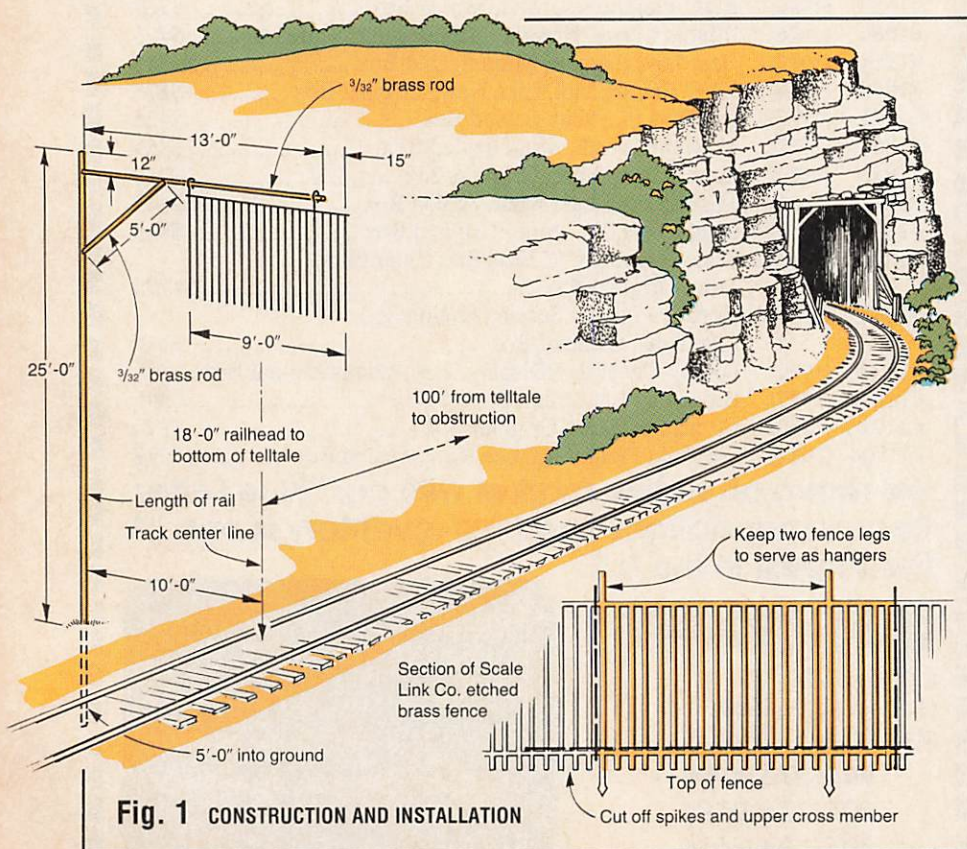 3/32" brass rod
13'-0"
15"
12"
5'-0"
9'-0"
25'-0"
3/32" brass rod
100' from telltale
to obstruction
18'-0" railhead to
bottom of telltale
Length of rail
Track center line
10'-0"
Keep two fence legs
to serve as hangers
Section of Scale
Link Co. etched
brass fence
5'-0" into ground
Top of fence
Cut off spikes and upper cross menber
Fig. 1 CONSTRUCTION AND INSTALLATION